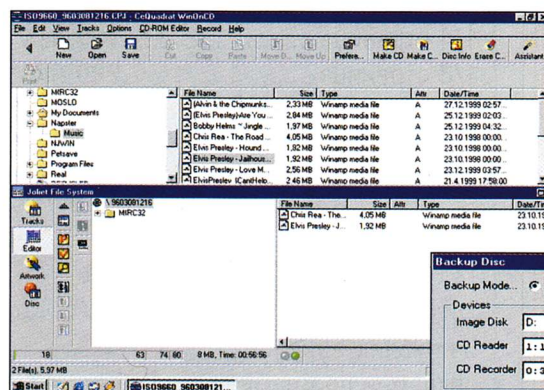 ISO9660_9603081216.CPJ - CeQuadrat WinOnCD
File Edit View Tracks Options CD-ROM Editor Record Help
New Open Save Cut Copy Paste Move D... Move Up Prefere... Make CD Make C... Disc Info Erase C... Assistant
Print
MIRC32
MOSLO
My Documents
Napster
Music
NJWIN
Petsave
Program Files
Real
File Name Size Type Attr Date/Time
(Alvin & the Chipmunks... 2,33 MB Winamp media file A 27.12.1999 02:57...
(Elvis Presley)Are You ... 2,84 MB Winamp media file A 25.12.1999 02:03...
Bobby Helms ~ Jingle ... 1,97 MB Winamp media file A 25.12.1999 04:32...
Chris Rea - The Road ... 4,05 MB Winamp media file A 23.10.1998 00:00...
Elvis Presley - Hound ... 1,82 MB Winamp media file A 23.10.1998 00:00...
Elvis Presley - Jailhous... 1,92 MB Winamp media file A 23.10.1998 00:00...
Elvis Presley - Love M... 2,56 MB Winamp media file A 23.12.1999 03:57...
ElvisPresley (CantHelp... 2,46 MB Winamp media file A 21.4.1999 17:58:00
Joliet File System
Tracks
Editor
Artwork
Disc
\9603081216
MIRC32
File Name Size Attr Type Date/Ti
Chris Rea - The... 4,05 MB Winamp media file 23.10.19
Elvis Presley - J... 1,92 MB Winamp media file 23.10.19
Backup Disc
Backup Mode...
Devices
Image Disk D:
CD Reader 1:1
CD Recorder 0:3
18 63 74 80 8 MB, Time: 00:56:56
2 File(s), 5.97 MB
Start ISO9660_960308121...